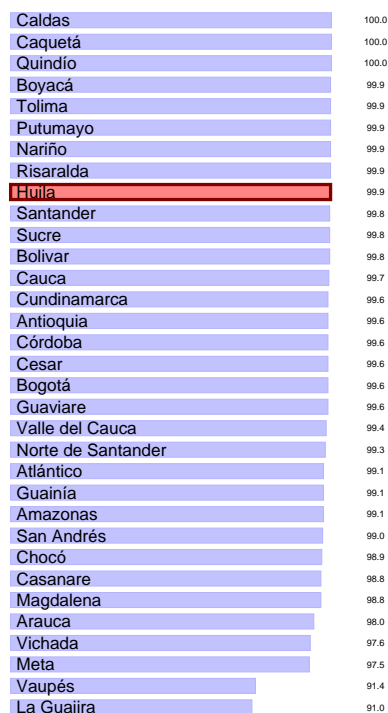 Caldas 100.0
Caquetá 100.0
Quindío 100.0
Boyacá 99.9
Tolima 99.9
Putumayo 99.9
Nariño 99.9
Risaralda 99.9
Huila 99.9
Santander 99.8
Sucre 99.8
Bolivar 99.8
Cauca 99.7
Cundinamarca 99.6
Antioquia 99.6
Córdoba 99.6
Cesar 99.6
Bogotá 99.6
Guaviare 99.6
Valle del Cauca 99.4
Norte de Santander 99.3
Atlántico 99.1
Guainía 99.1
Amazonas 99.1
San Andrés 99.0
Chocó 98.9
Casanare 98.8
Magdalena 98.8
Arauca 98.0
Vichada 97.6
Meta 97.5
Vaupés 91.4
La Guajira 91.0